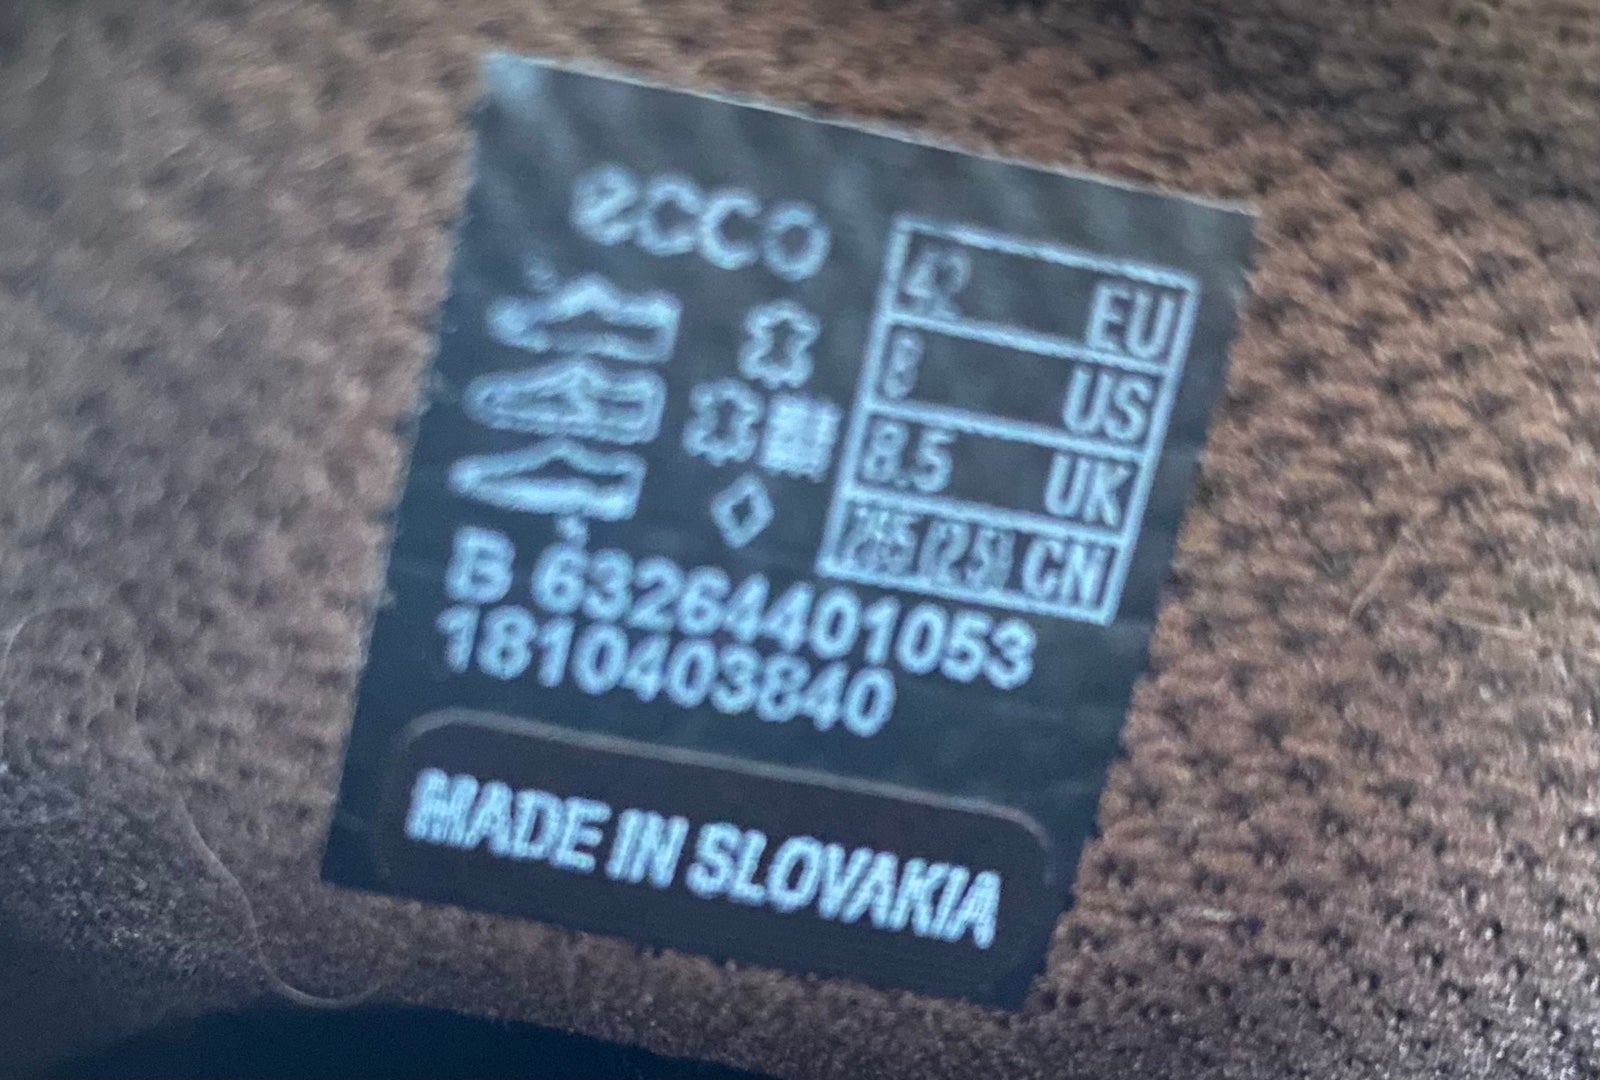 ecco
42 EU
8 US
8.5 UK
CN
B 63264401053
1810403840
MADE IN SLOVAKIA